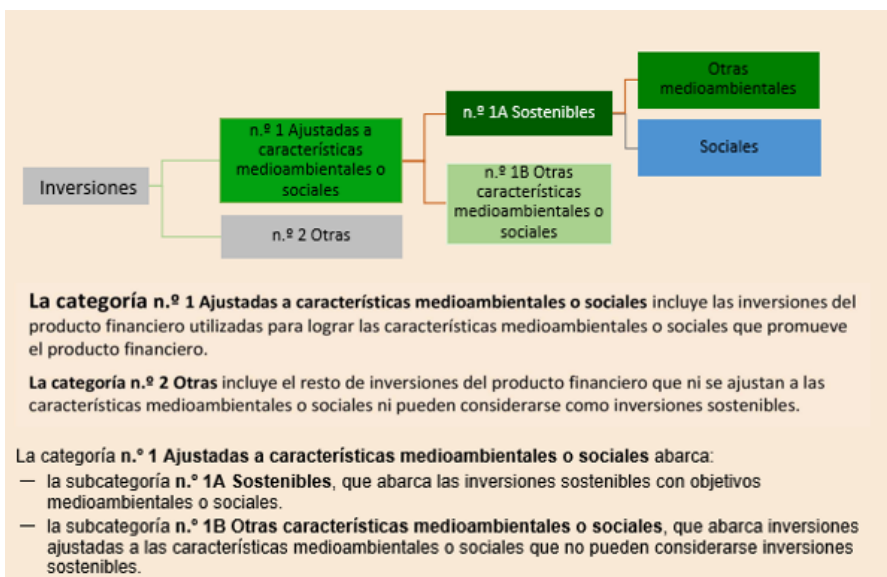 Otras
medioambientales
n.º 1A Sostenibles
n.º 1 Ajustadas a
características
medioambientales o
sociales
Sociales
Inversiones
n.º 1B Otras
características
medioambientales o
sociales
n.º 2 Otras
La categoría n.º 1 Ajustadas a características medioambientales o sociales incluye las inversiones del
producto financiero utilizadas para lograr las características medioambientales o sociales que promueve
el producto financiero.
La categoría n.º 2 Otras incluye el resto de inversiones del producto financiero que ni se ajustan a las
características medioambientales o sociales ni pueden considerarse como inversiones sostenibles.
La categoría n.º 1 Ajustadas a características medioambientales o sociales abarca:
— la subcategoría n.º 1A Sostenibles, que abarca las inversiones sostenibles con objetivos
medioambientales o sociales.
— la subcategoría n.º 1B Otras características medioambientales o sociales, que abarca inversiones
ajustadas a las características medioambientales o sociales que no pueden considerarse inversiones
sostenibles.